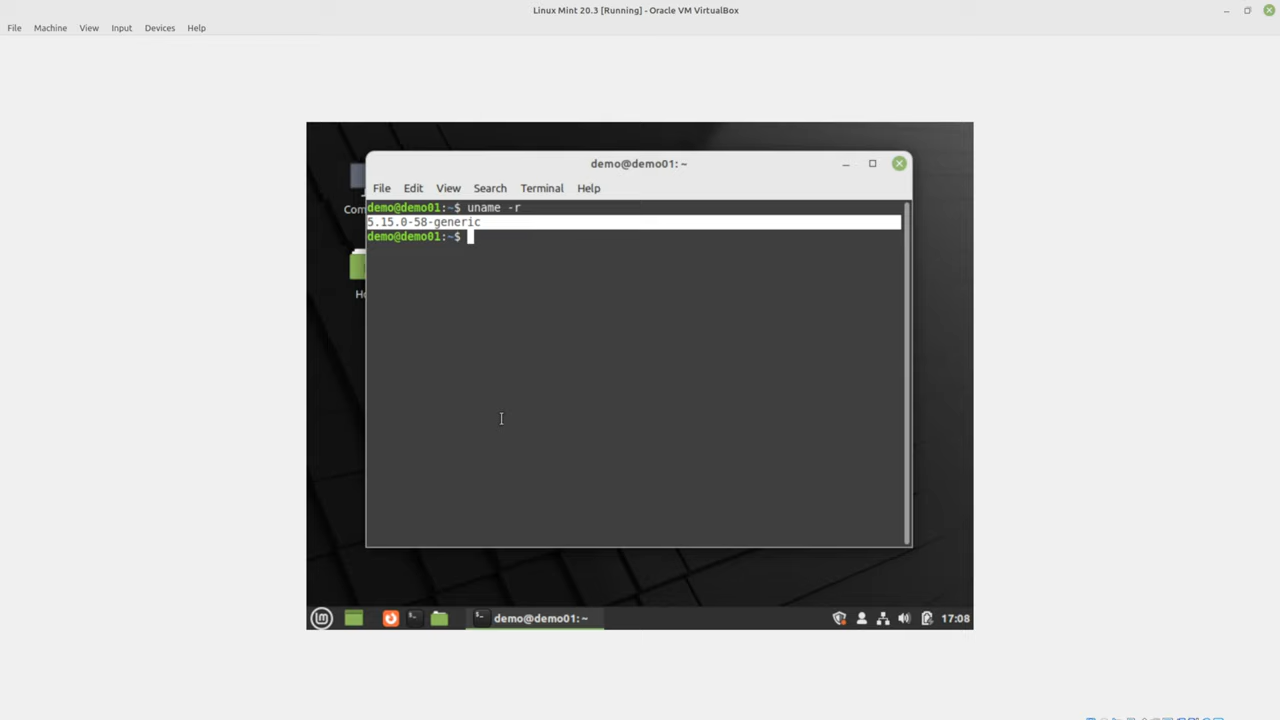 Linux Mint 20.3 [Running] - Oracle VM VirtualBox
File Machine View Input Devices Help
demo@demo01: ~
File Edit View Search Terminal Help
demo@demo01:~$ uname -r
5.15.0-58-generic
demo@demo01:~$
demo@demo01: ~
17:08